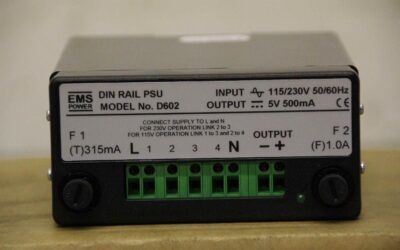 EMS
POWER
DIN RAIL PSU
MODEL No. D602
INPUT 115/230V 50/60Hz
OUTPUT 5V 500mA
CE
CONNECT SUPPLY TO L and N
FOR 230V OPERATION LINK 2 to 3
FOR 115V OPERATION LINK 1 to 3 and 2 to 4
F 1
(T)315mA
L 1 2 3 4 N
OUTPUT
- +
F 2
(F)1.0A